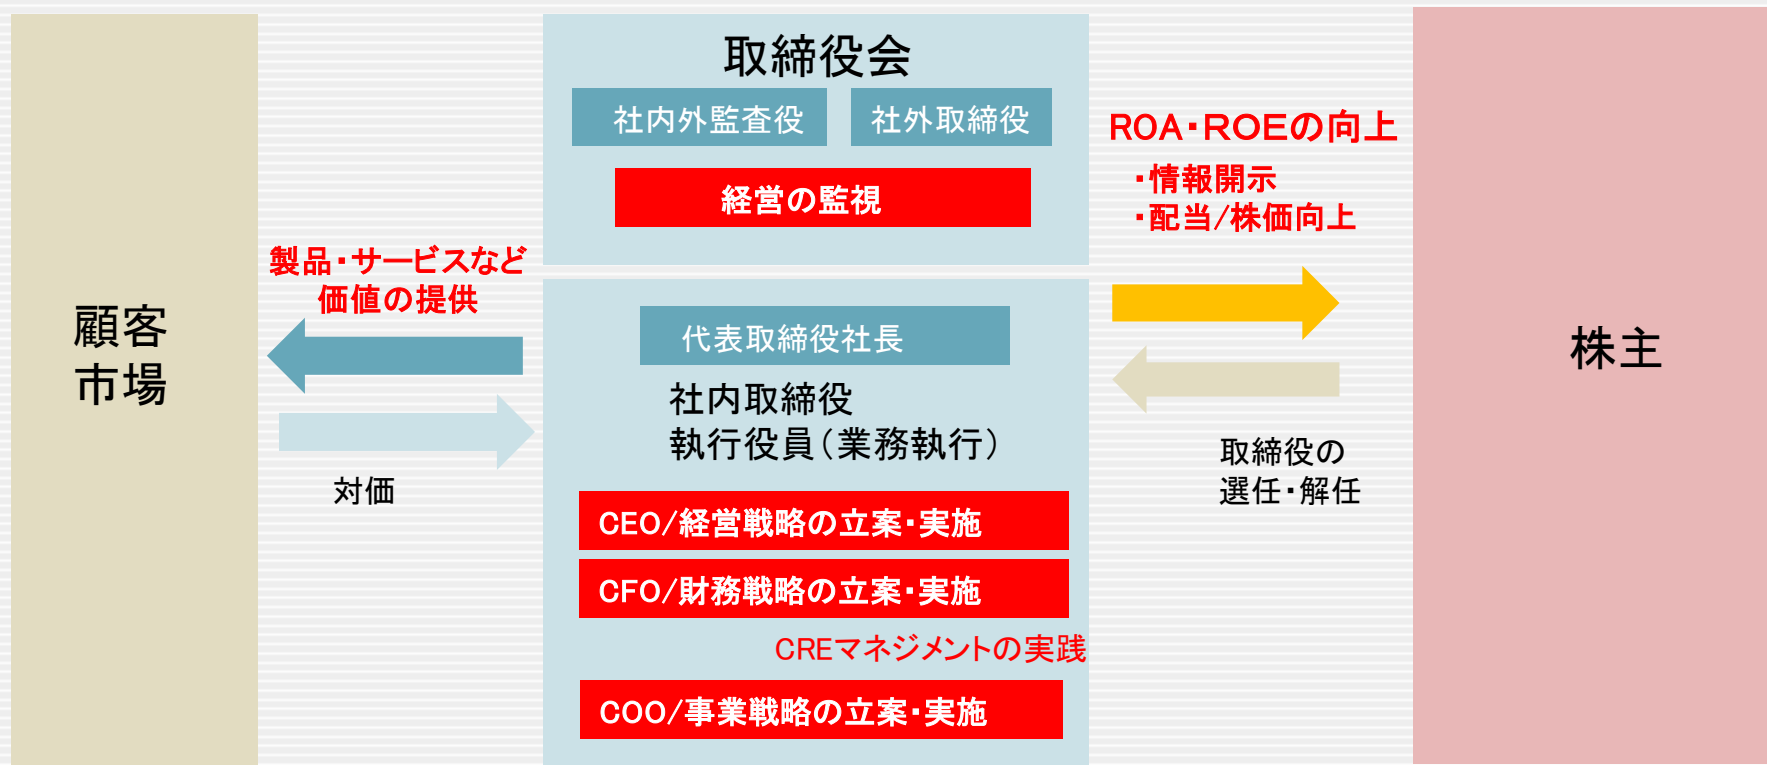 取締役会
社内外監査役
社外取締役
経営の監視
ROA・ROEの向上
・情報開示
・配当/株価向上
製品・サービスなど
価値の提供
顧客
市場
対価
代表取締役社長
社内取締役
執行役員（業務執行）
CEO/経営戦略の立案・実施
CFO/財務戦略の立案・実施
CREマネジメントの実践
COO/事業戦略の立案・実施
取締役の
選任・解任
株主